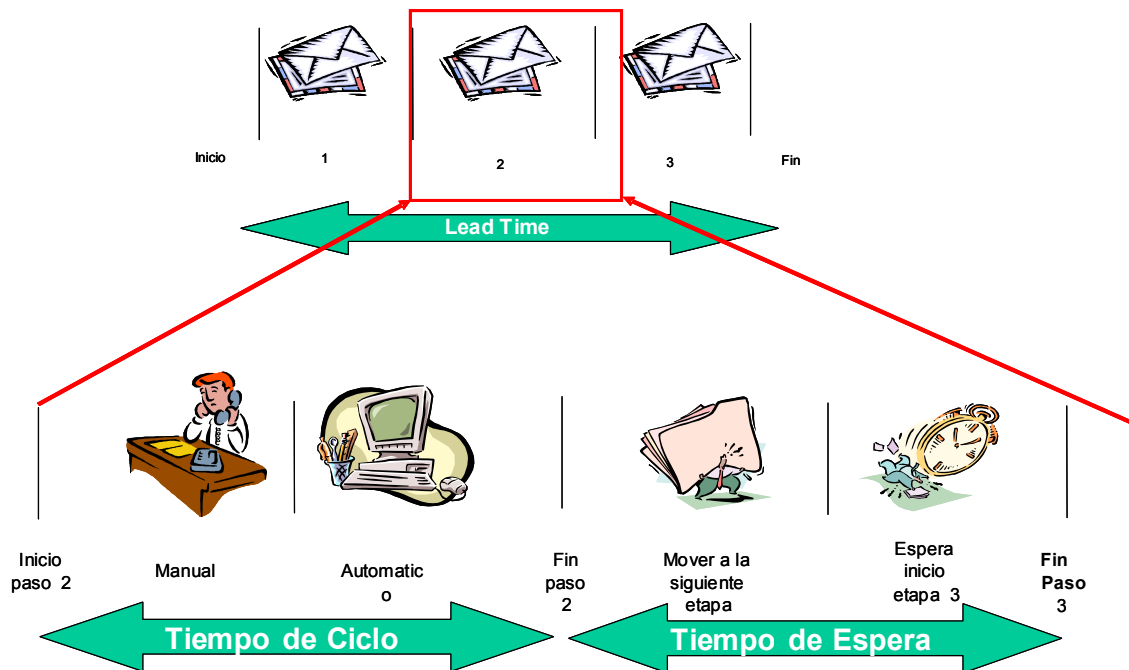 Inicio
1
2
3
Fin
Lead Time
Inicio
paso 2
Manual
Automatic
o
Fin
paso
2
Mover a la
siguiente
etapa
Espera
inicio
etapa 3
Fin
Paso
3
Tiempo de Ciclo
Tiempo de Espera